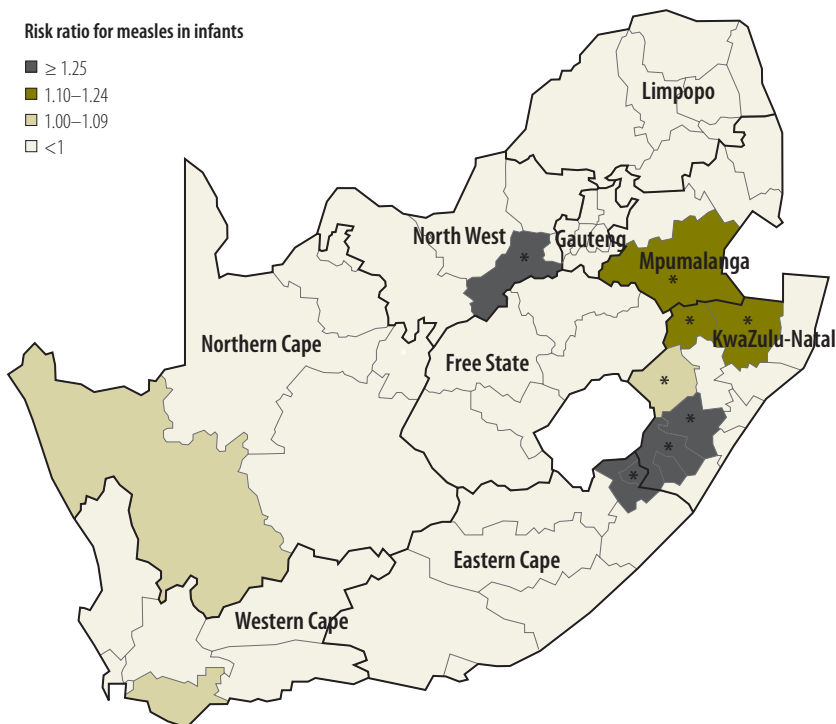 Risk ratio for measles in infants
≥ 1.25
1.10–1.24
1.00–1.09
<1
Limpopo
North West
Gauteng
*
Mpumalanga
*
* *
KwaZulu-Natal
Northern Cape
Free State
*
*
*
*
Eastern Cape
Western Cape